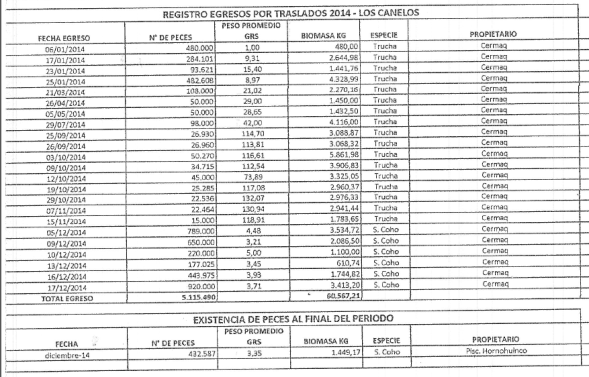 REGISTRO EGRESOS POR TRASLADOS 2014 - LOS CANELOS
FECHA EGRESO N° DE PECES PESO PROMEDIO GRS BIOMASA KG ESPECIE PROPIETARIO
06/01/2014 480.000 1,00 480,00 Trucha Cermaq
17/01/2014 284.101 9,31 2.644,98 Trucha Cermaq
23/01/2014 93.621 15,40 1.441,76 Trucha Cermaq
25/01/2014 482.608 8,97 4.328,99 Trucha Cermaq
21/03/2014 108.000 21,02 2.270,16 Trucha Cermaq
26/04/2014 50.000 29,00 1.450,00 Trucha Cermaq
05/05/2014 50.000 28,65 1.432,50 Trucha Cermaq
29/07/2014 98.000 42,00 4.116,00 Trucha Cermaq
25/09/2014 26.930 114,70 3.088,87 Trucha Cermaq
26/09/2014 26.960 113,81 3.068,32 Trucha Cermaq
03/10/2014 50.270 116,61 5.861,98 Trucha Cermaq
09/10/2014 34.715 112,54 3.906,83 Trucha Cermaq
12/10/2014 45.000 73,89 3.325,05 Trucha Cermaq
19/10/2014 25.285 117,08 2.960,37 Trucha Cermaq
29/10/2014 22.536 132,07 2.976,33 Trucha Cermaq
07/11/2014 22.464 130,94 2.941,44 Trucha Cermaq
15/11/2014 15.000 118,91 1.783,65 Trucha Cermaq
05/12/2014 789.000 4,48 3.534,72 S. Coho Cermaq
09/12/2014 650.000 3,21 2.086,50 S. Coho Cermaq
10/12/2014 220.000 5,00 1.100,00 S. Coho Cermaq
13/12/2014 177.025 3,45 610,74 S. Coho Cermaq
16/12/2014 443.975 3,93 1.744,82 S. Coho Cermaq
17/12/2014 920.000 3,71 3.413,20 S. Coho Cermaq
TOTAL EGRESO 5.115.490 60.567,21
EXISTENCIA DE PECES AL FINAL DEL PERIODO
FECHA N° DE PECES PESO PROMEDIO GRS BIOMASA KG ESPECIE PROPIETARIO
diciembre-14 432.587 3,35 1.449,17 S. Coho Pisc. Hornohuinco